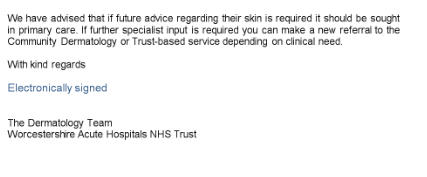 We have advised that if future advice regarding their skin is required it should be sought
in primary care. If further specialist input is required you can make a new referral to the
Community Dermatology or Trust-based service depending on clinical need.
With kind regards
Electronically signed
The Dermatology Team
Worcestershire Acute Hospitals NHS Trust